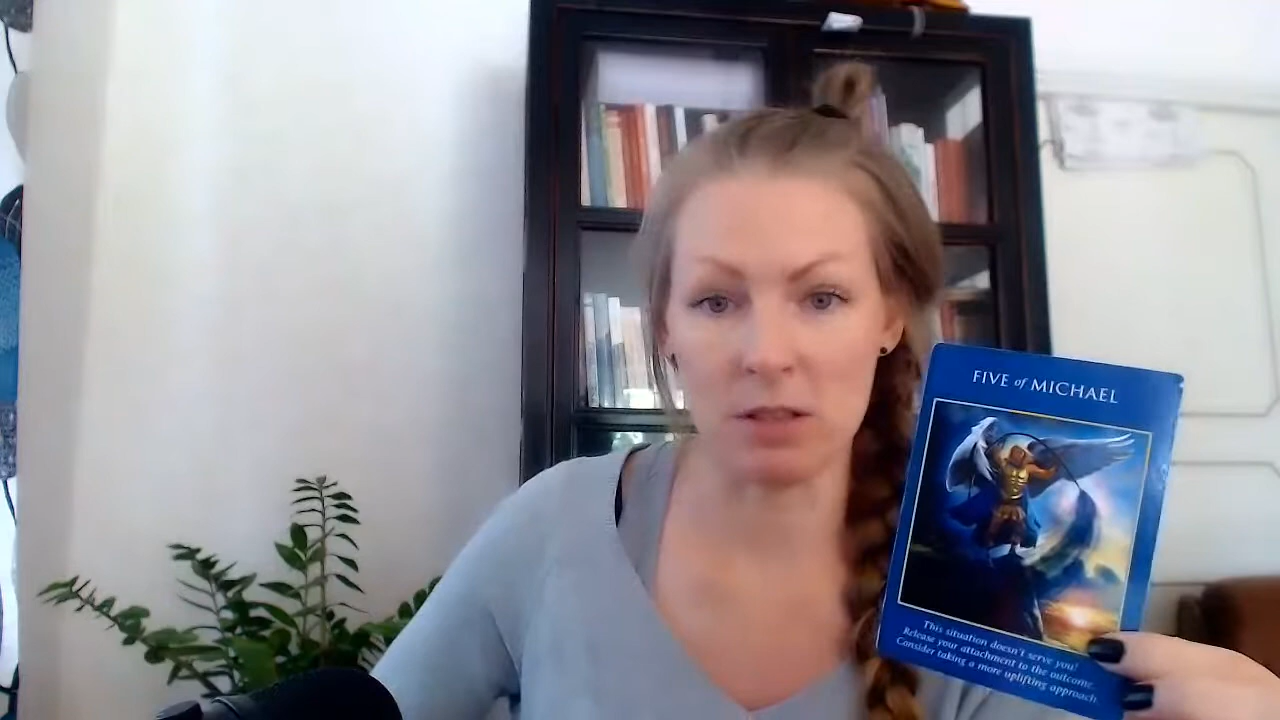 FIVE of MICHAEL
This situation doesn't serve you!
Release your attachment to the outcome.
Consider taking a more uplifting approach.